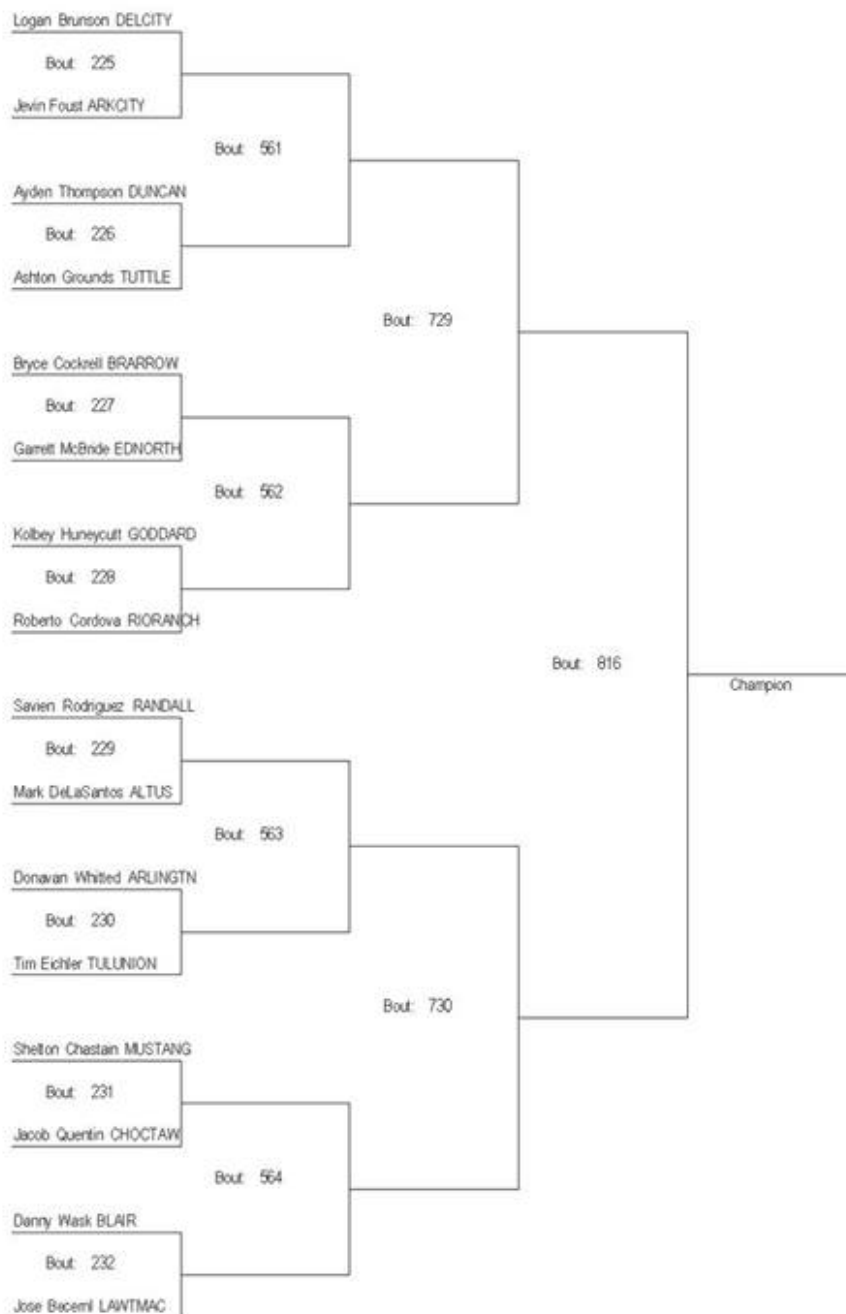 Logan Brunson DELCITY
Bout: 225
Jevin Foust ARKCITY
Bout: 561
Ayden Thompson DUNCAN
Bout: 226
Ashton Grounds TUTTLE
Bout: 729
Bryce Cockrell BRARROW
Bout: 227
Garrett McBride EDNORTH
Bout: 562
Kolbey Huneycutt GODDARD
Bout: 228
Roberto Cordova RIORANCH
Bout: 816
Champion
Savien Rodriguez RANDALL
Bout: 229
Mark DeLaSantos ALTUS
Bout: 563
Donavan Whitted ARLINGTN
Bout: 230
Tim Eichler TULUNION
Bout: 730
Shelton Chastain MUSTANG
Bout: 231
Jacob Quentin CHOCTAW
Bout: 564
Danny Wask BLAIR
Bout: 232
Jose Becerril LAWTMAC